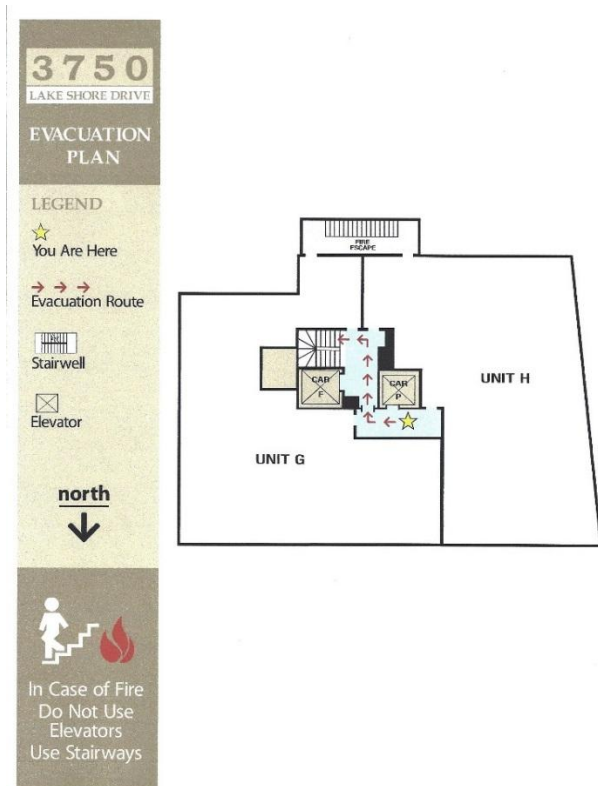 3750
LAKE SHORE DRIVE
EVACUATION
PLAN
LEGEND
You Are Here
Evacuation Route
Stairwell
Elevator
north
In Case of Fire
Do Not Use
Elevators
Use Stairways
FIRE
ESCAPE
CAR
F
CAR
P
UNIT H
UNIT G